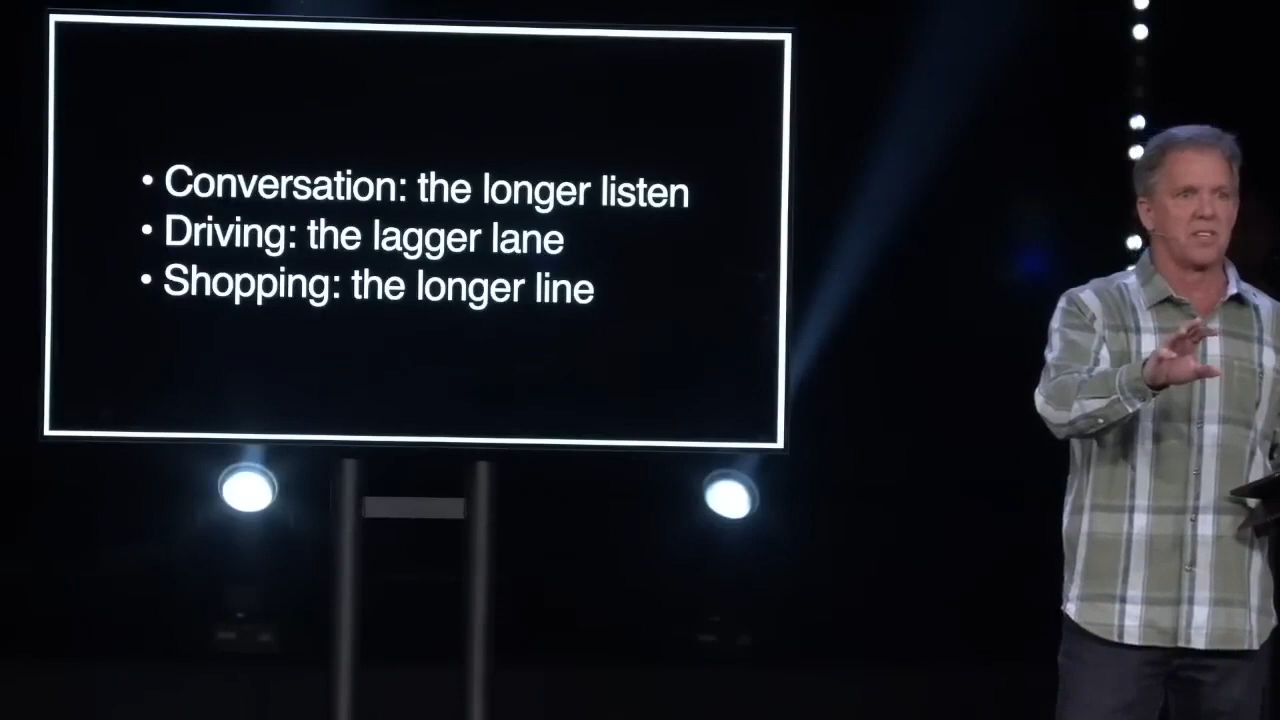 • Conversation: the longer listen
• Driving: the lagger lane
• Shopping: the longer line